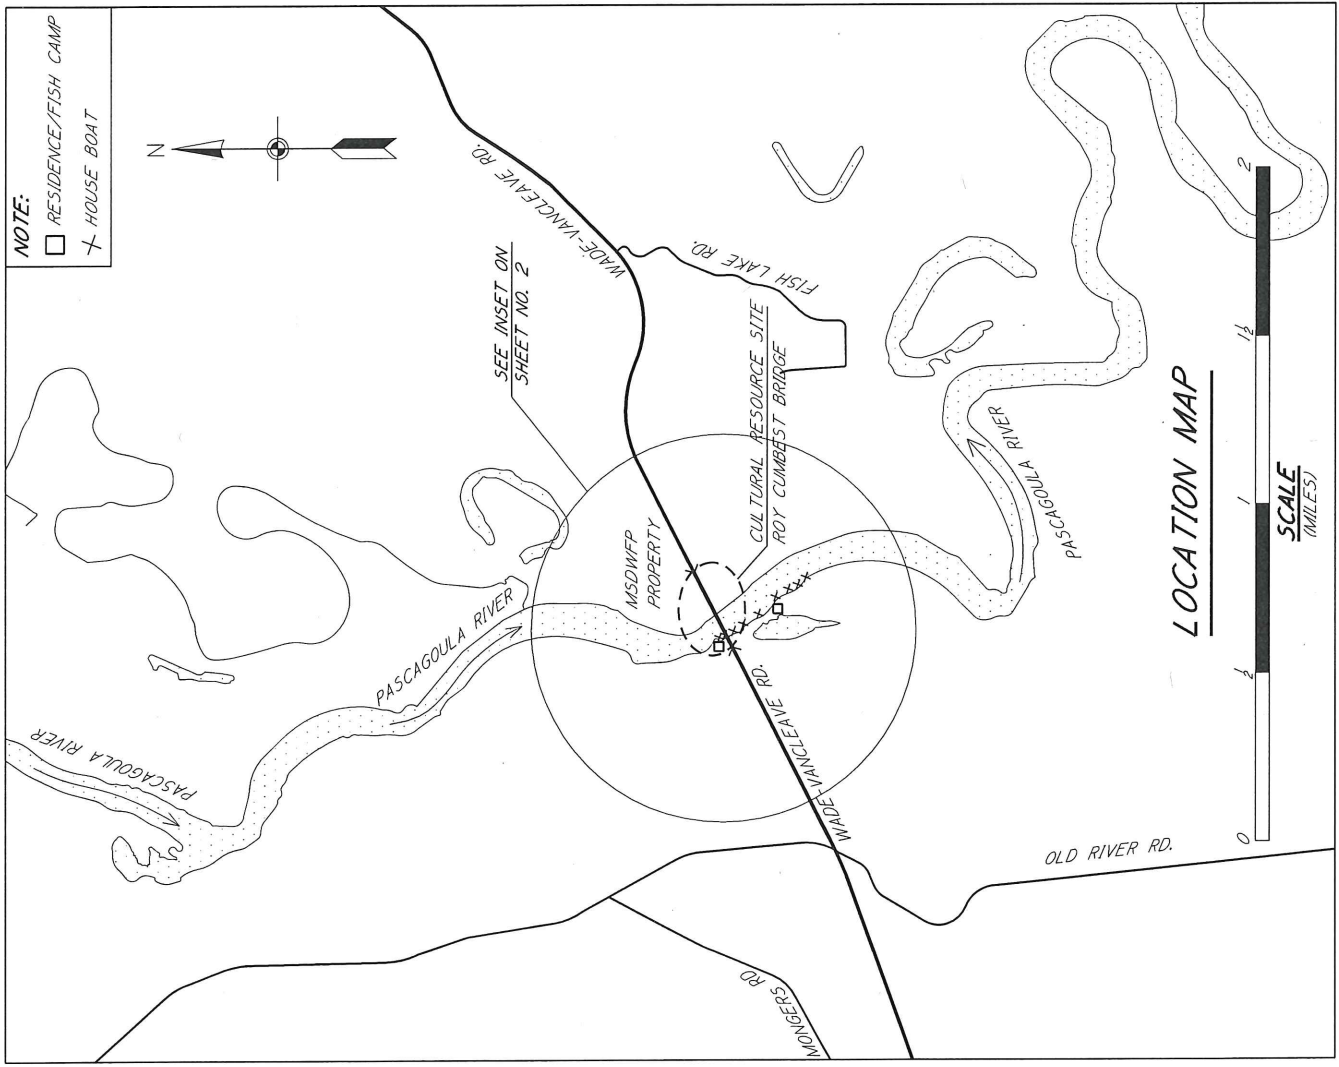 NOTE:
RESIDENCE/FISH CAMP
HOUSE BOAT
N
WADE-VANCLEAVE RD.
SEE INSET ON
SHEET NO. 2
FISH LAKE RD.
CULTURAL RESOURCE SITE
ROY CUMBEST BRIDGE
MSDWFP
PROPERTY
PASCAGOULA RIVER
PASCAGOULA RIVER
PASCAGOULA RIVER
WADE-VANCLEAVE RD.
OLD RIVER RD.
MONGERS RD
LOCATION MAP
0 1/2 1 1 1/2 2
SCALE
(MILES)